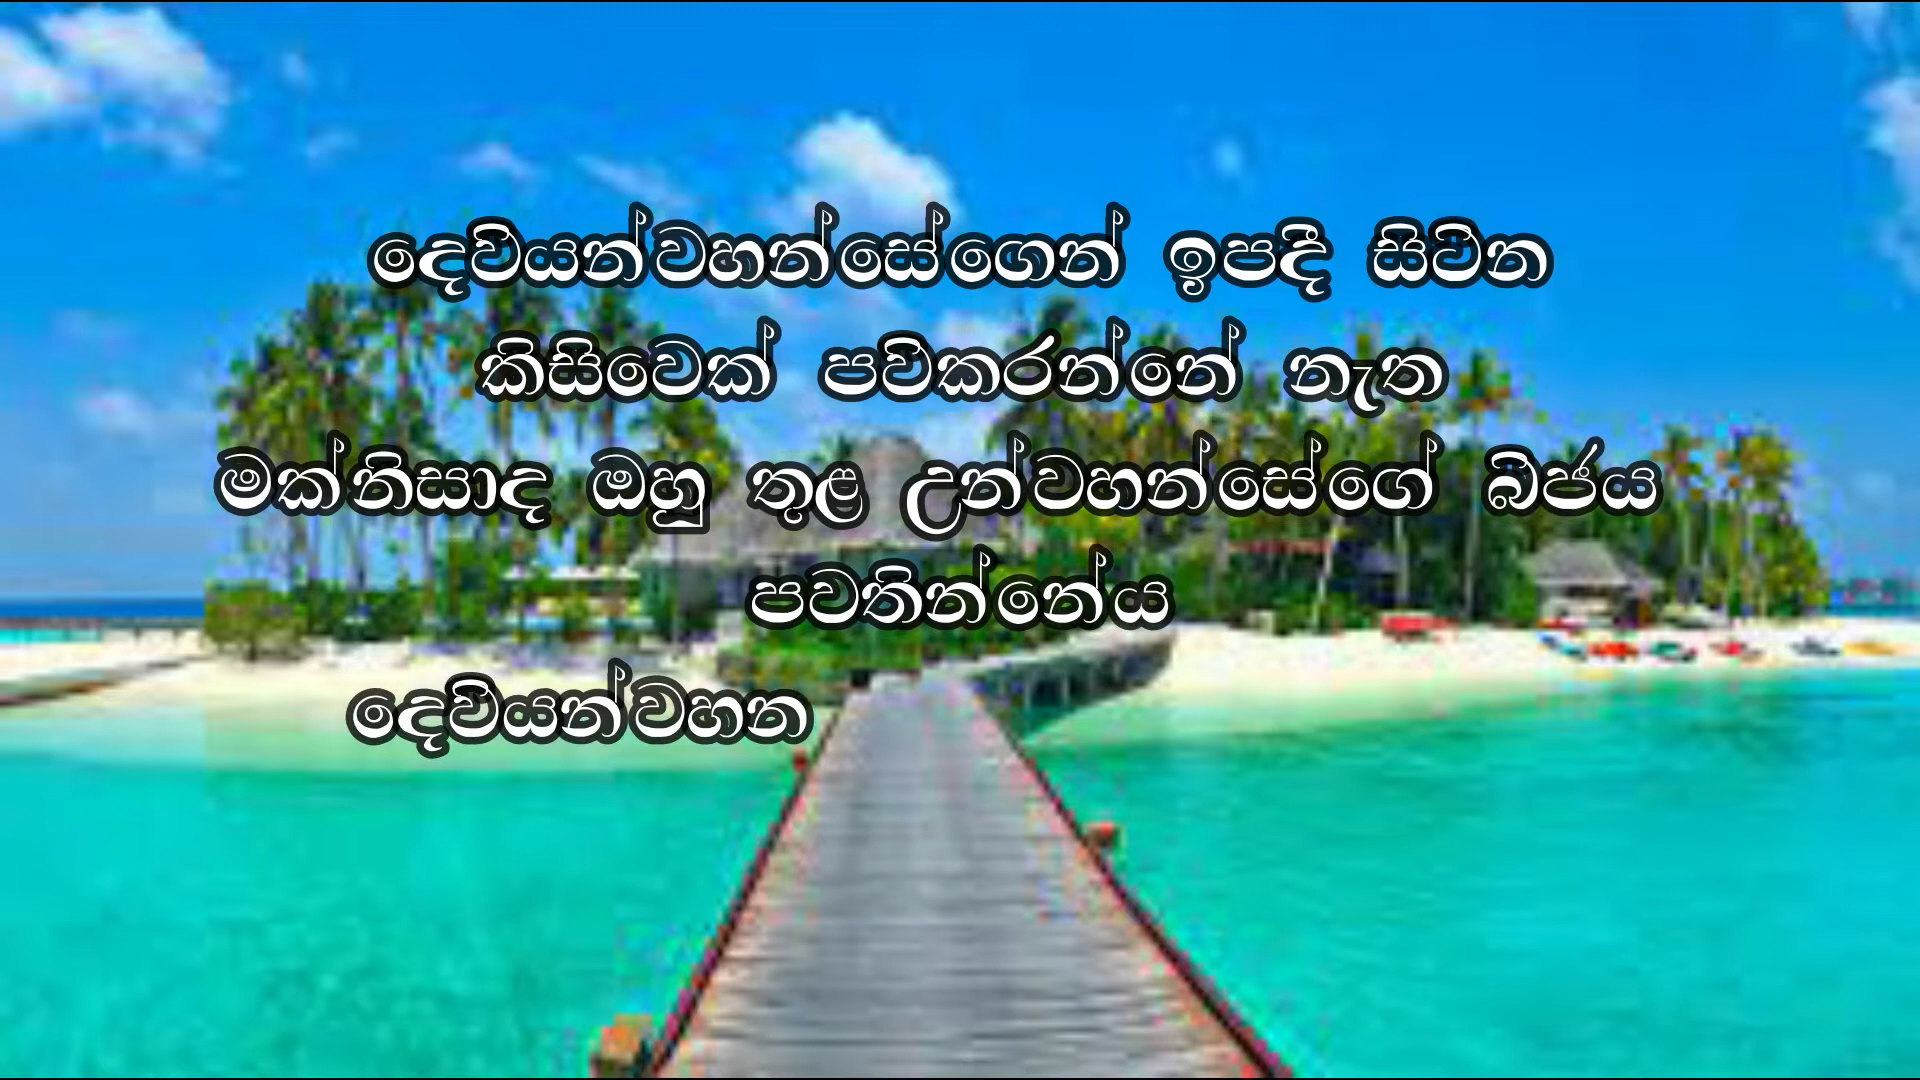 දෙවියන්වහන්සේගෙන් ඉපදී සිටින
කිසිවෙක් පව්කරන්නේ නැත
මක්නිසාද ඔහු තුළ උන්වහන්සේගේ බිජය
පවතින්නේය
දෙවියන්වහන